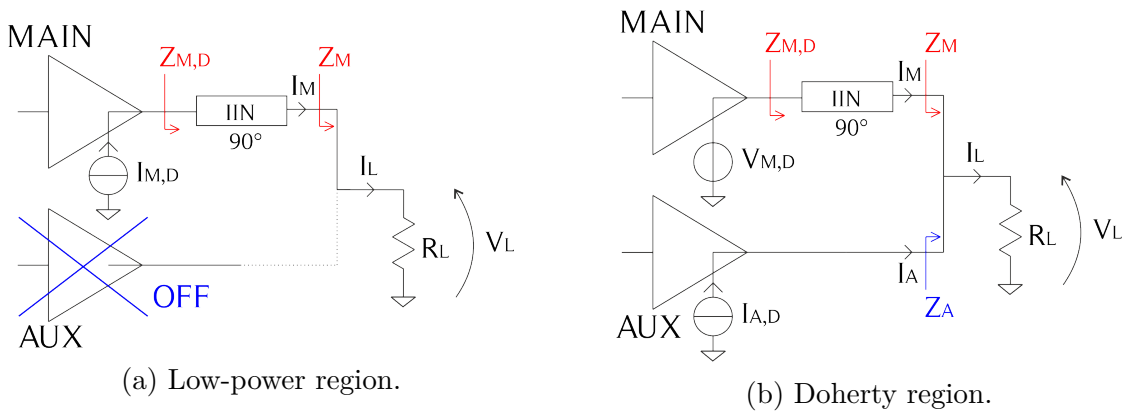 MAIN
ZM,D
IM
ZM
IIN
90°
IM,D
IL
RL
VL
OFF
AUX
(a) Low-power region.
MAIN
ZM,D
IM
ZM
IIN
90°
VM,D
IL
RL
VL
IA
ZA
IA,D
AUX
(b) Doherty region.